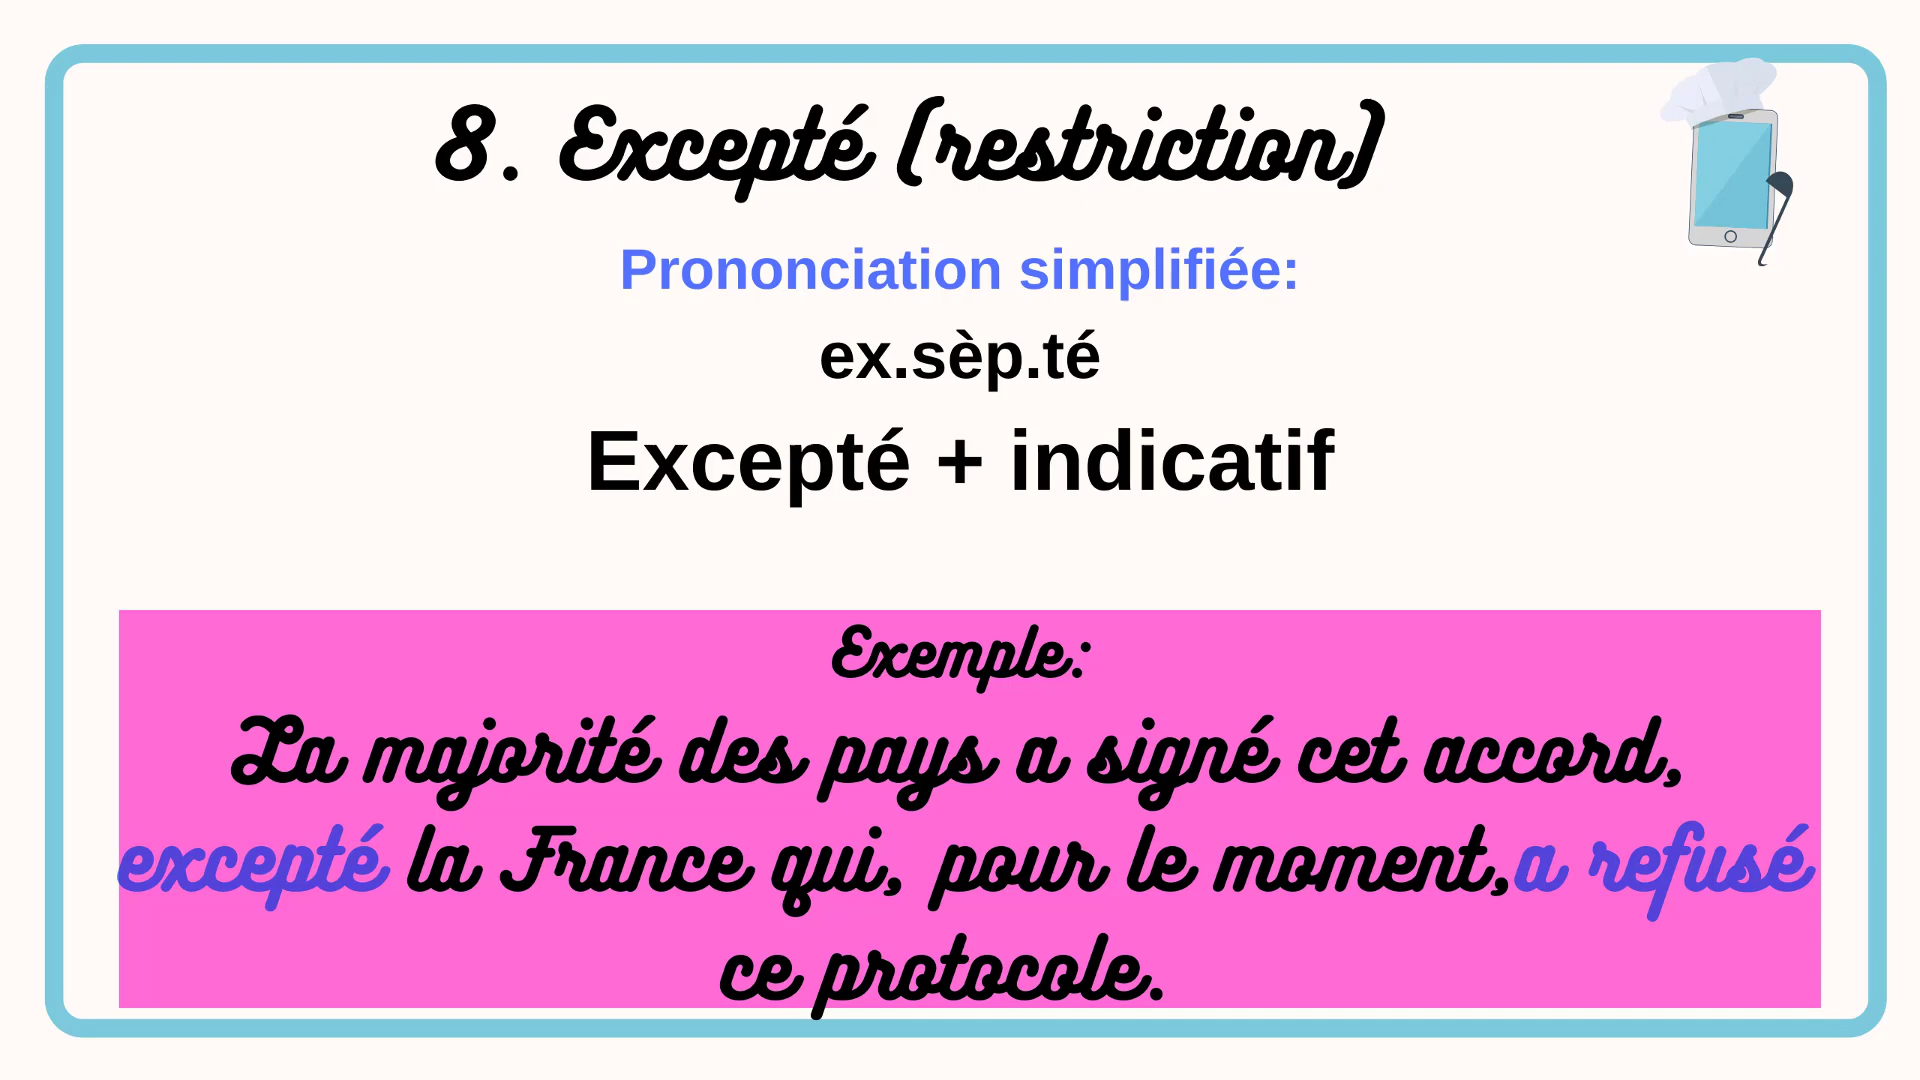 8. Excepté (restriction)
Prononciation simplifiée:
ex.sèp.té
Excepté + indicatif
Exemple:
La majorité des pays a signé cet accord,
excepté la France qui, pour le moment,a refusé
ce protocole.